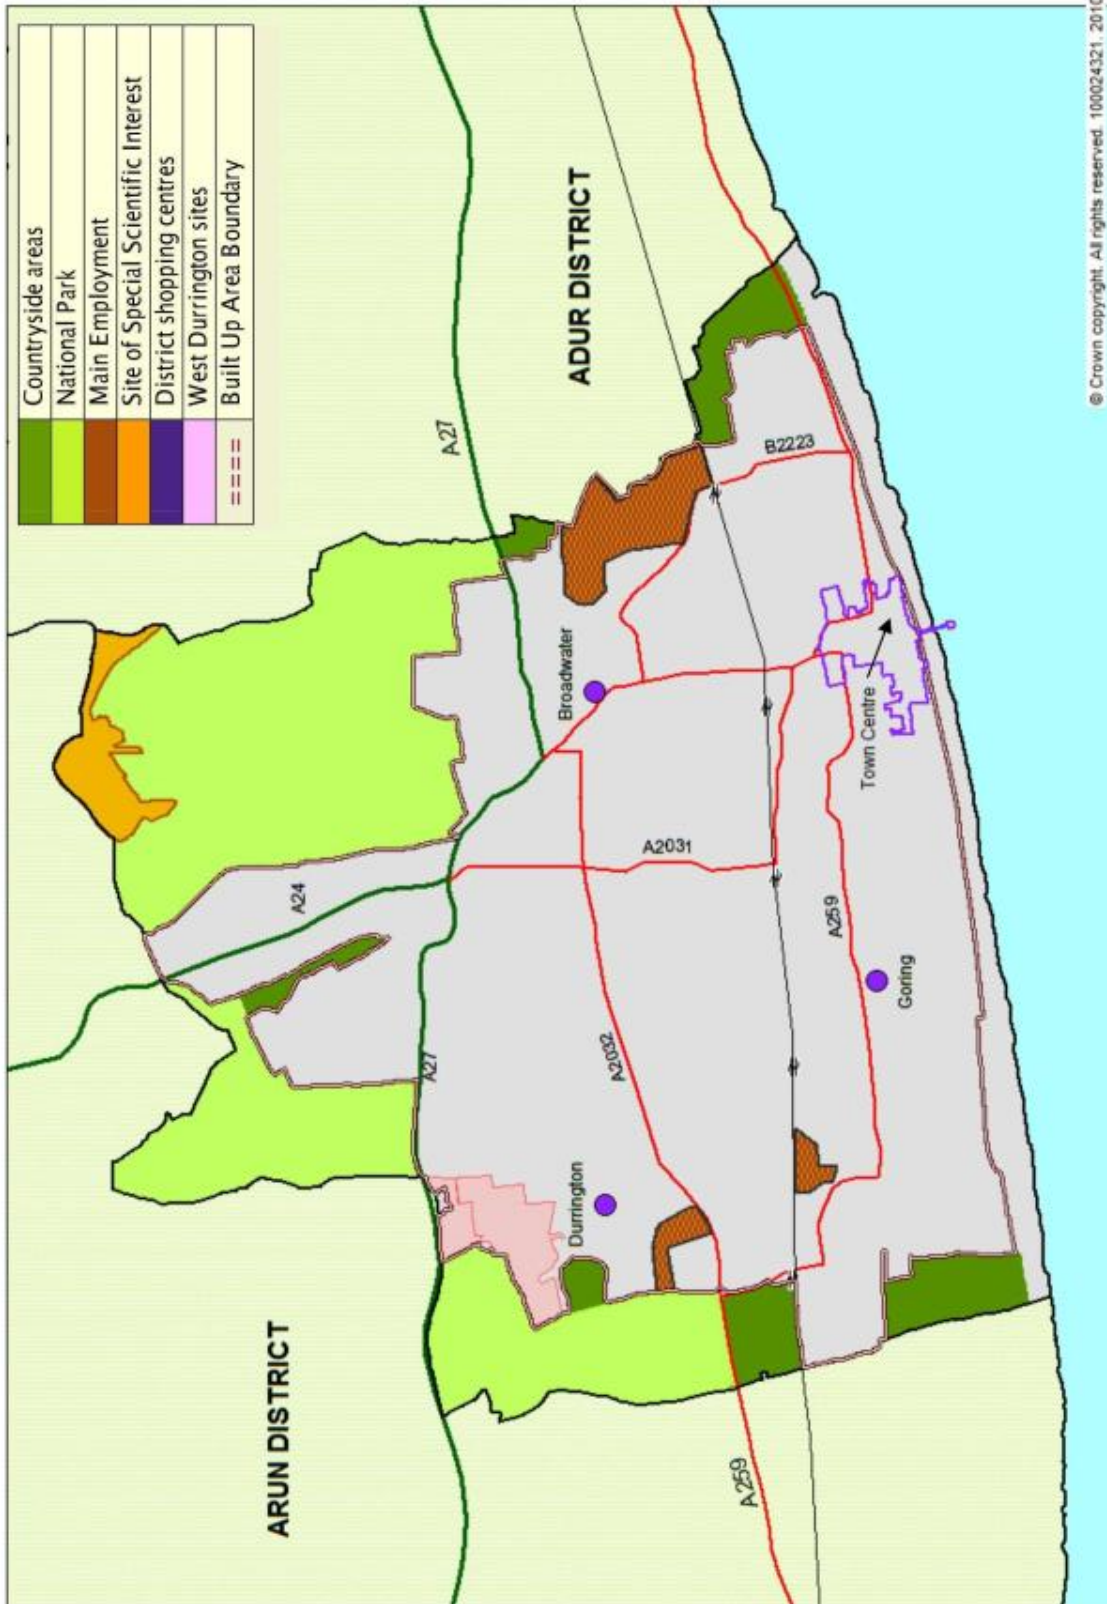 Countryside areas
National Park
Main Employment
Site of Special Scientific Interest
District shopping centres
West Durrington sites
Built Up Area Boundary
ARUN DISTRICT
ADUR DISTRICT
A27
A24
A27
Durrington
A2032
A2031
Broadwater
B2223
A259
A259
Goring
Town Centre
© Crown copyright. All rights reserved. 100024321. 2010